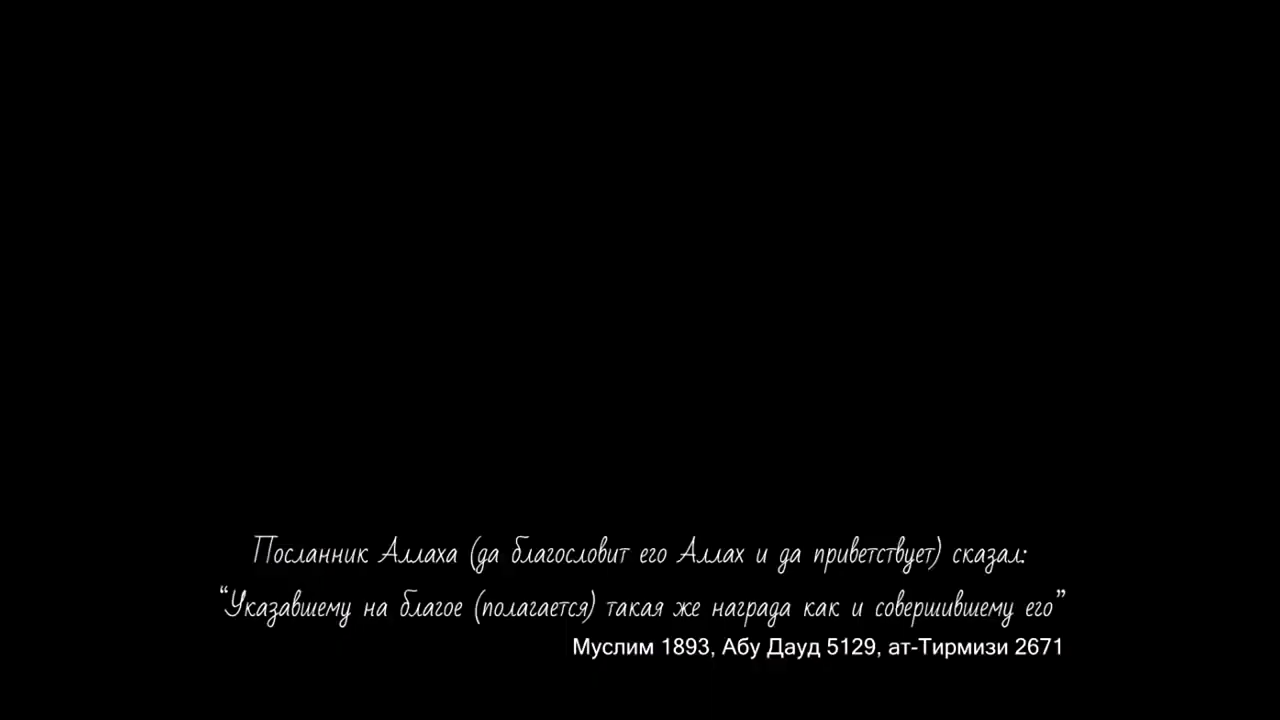 Посланник Аллаха (да благословит его Аллах и да приветствует) сказал:
“Указавшему на благое (полагается) такая же награда как и совершившему его”
Муслим 1893, Абу Дауд 5129, ат-Тирмизи 2671